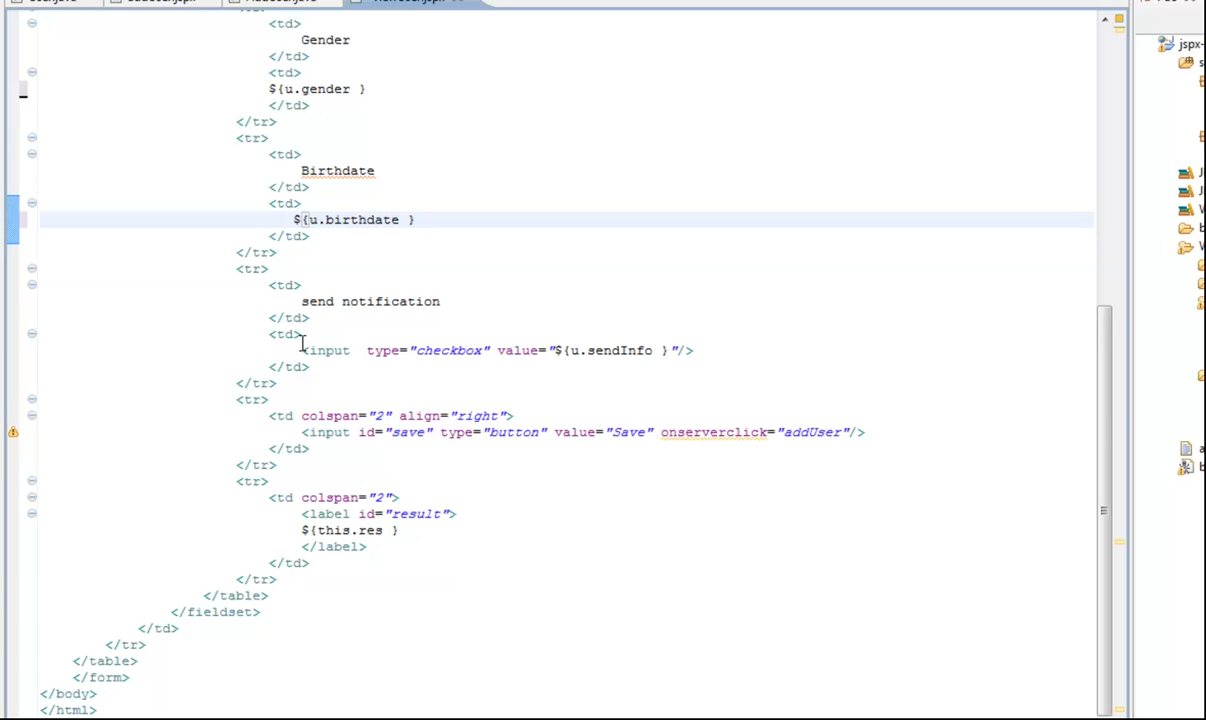 <td>
Gender
</td>
<td>
${u.gender }
</td>
</tr>
<tr>
<td>
Birthdate
</td>
<td>
${u.birthdate }
</td>
</tr>
<tr>
<td>
send notification
</td>
<td>
<input  type="checkbox" value="${u.sendInfo }"/>
</td>
</tr>
<tr>
<td colspan="2" align="right">
<input id="save" type="button" value="Save" onserverclick="addUser"/>
</td>
</tr>
<tr>
<td colspan="2">
<label id="result">
${this.res }
</label>
</td>
</tr>
</table>
</fieldset>
</td>
</tr>
</table>
</form>
</body>
</html>
jspx-